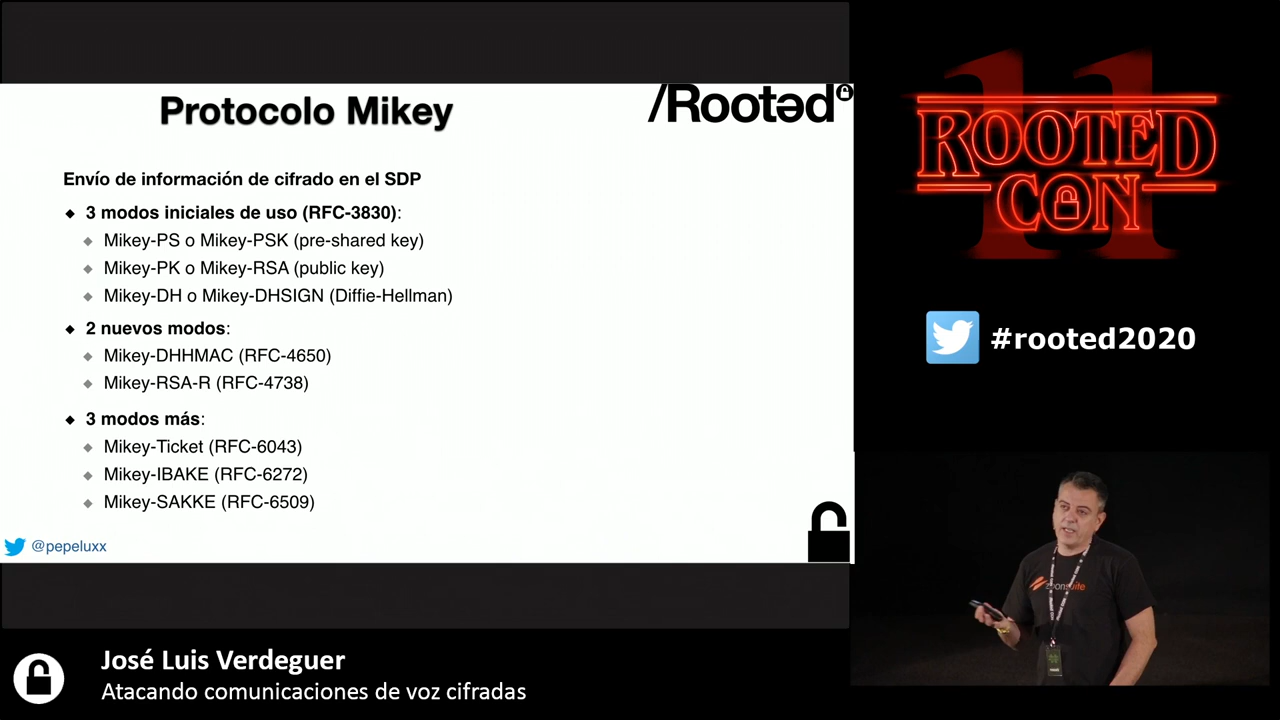 Protocolo Mikey
/Rootəd
Envío de información de cifrado en el SDP
3 modos iniciales de uso (RFC-3830):
Mikey-PS o Mikey-PSK (pre-shared key)
Mikey-PK o Mikey-RSA (public key)
Mikey-DH o Mikey-DHSIGN (Diffie-Hellman)
2 nuevos modos:
Mikey-DHHMAC (RFC-4650)
Mikey-RSA-R (RFC-4738)
3 modos más:
Mikey-Ticket (RFC-6043)
Mikey-IBAKE (RFC-6272)
Mikey-SAKKE (RFC-6509)
@pepeluxx
11
ROOTED
CON
#rooted2020
José Luis Verdeguer
Atacando comunicaciones de voz cifradas